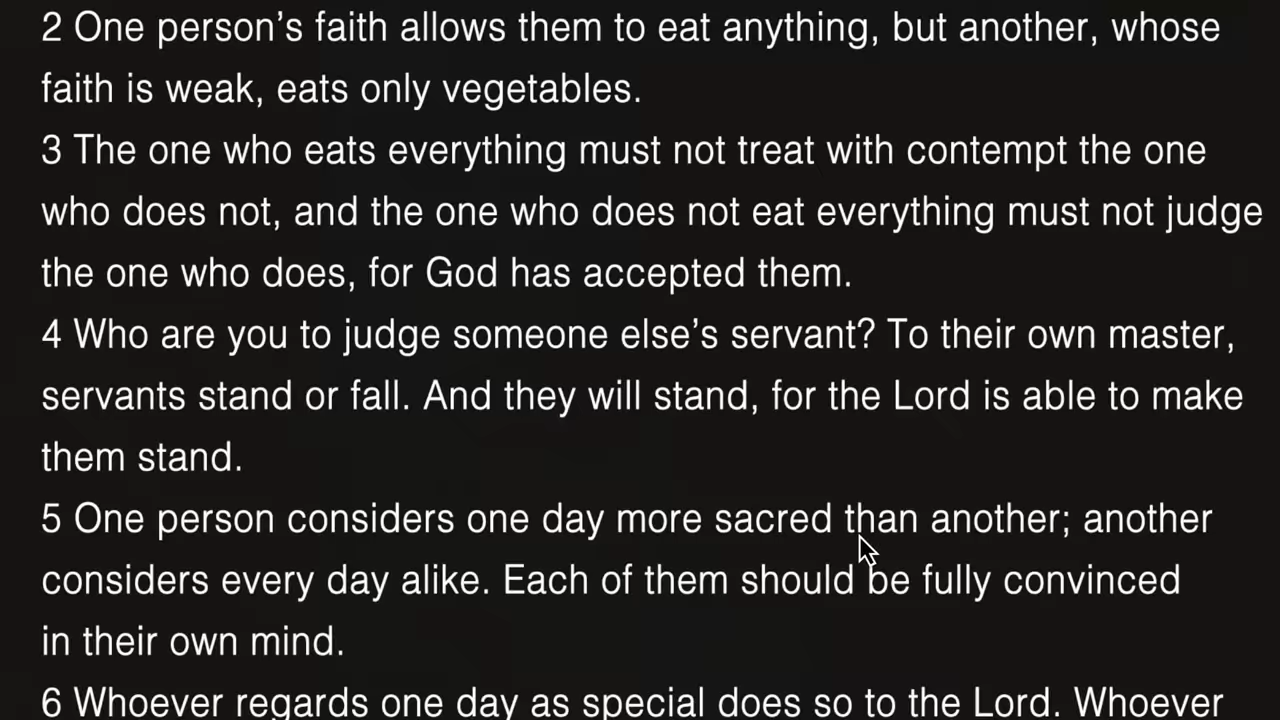 2 One person’s faith allows them to eat anything, but another, whose
faith is weak, eats only vegetables.
3 The one who eats everything must not treat with contempt the one
who does not, and the one who does not eat everything must not judge
the one who does, for God has accepted them.
4 Who are you to judge someone else’s servant? To their own master,
servants stand or fall. And they will stand, for the Lord is able to make
them stand.
5 One person considers one day more sacred than another; another
considers every day alike. Each of them should be fully convinced
in their own mind.
6 Whoever regards one day as special does so to the Lord. Whoever